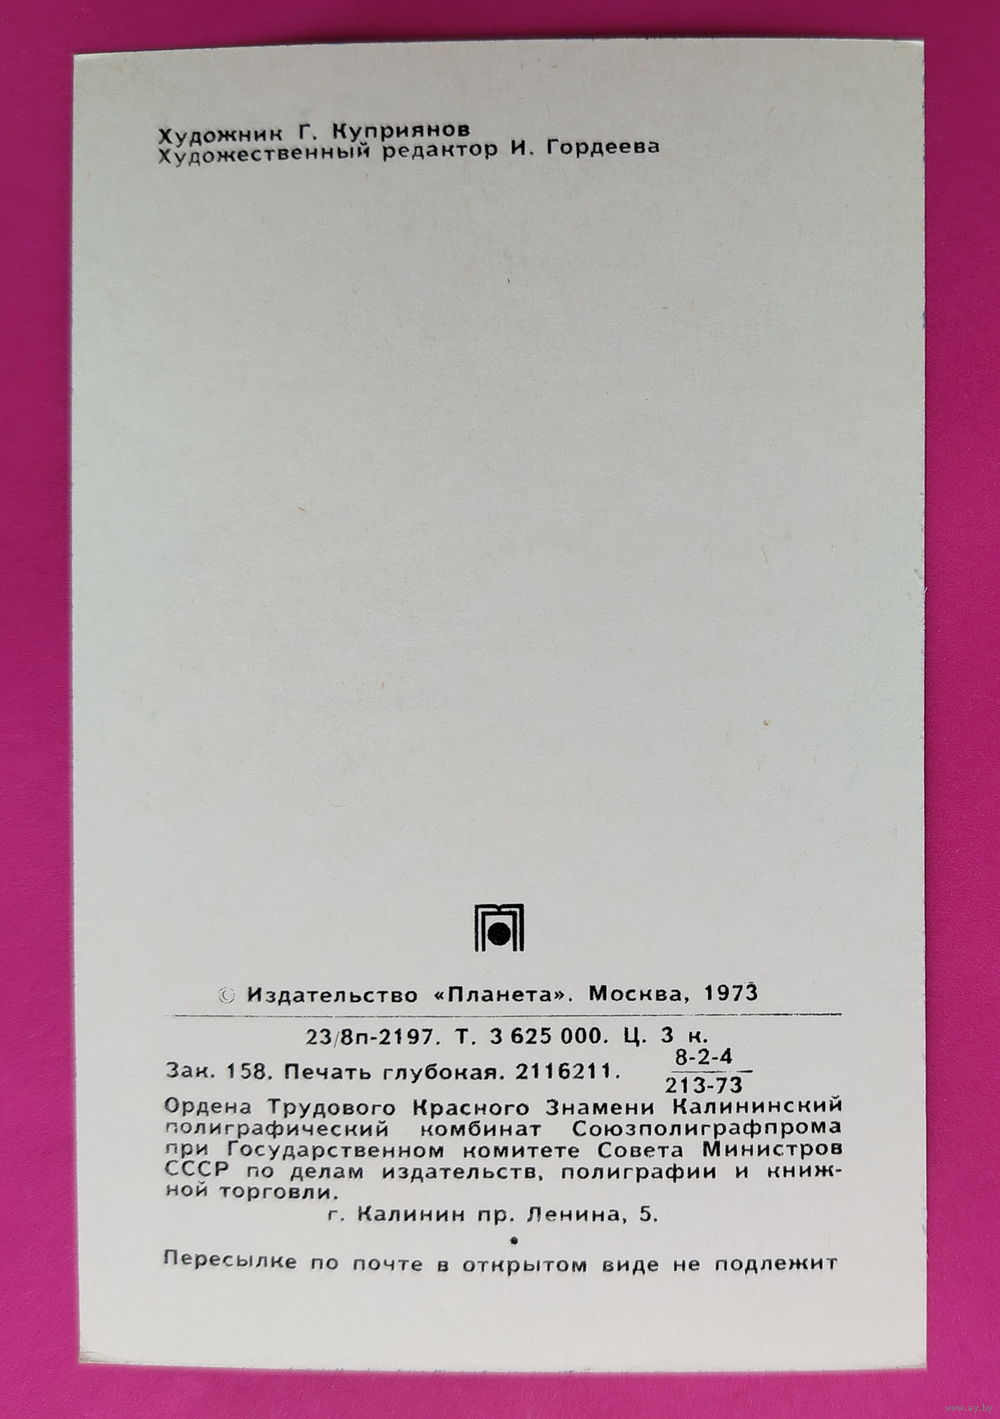 Художник Г. Куприянов
Художественный редактор И. Гордеева
© Издательство «Планета». Москва, 1973
23/8п-2197. Т. 3 625 000. Ц. 3 к.
Зак. 158. Печать глубокая. 2116211.
8-2-4
213-73
Ордена Трудового Красного Знамени Калининский
полиграфический комбинат Союзполиграфпрома
при Государственном комитете Совета Министров
СССР по делам издательств, полиграфии и книж-
ной торговли.
г. Калинин пр. Ленина, 5.
•
Пересылке по почте в открытом виде не подлежит
www.ay.by